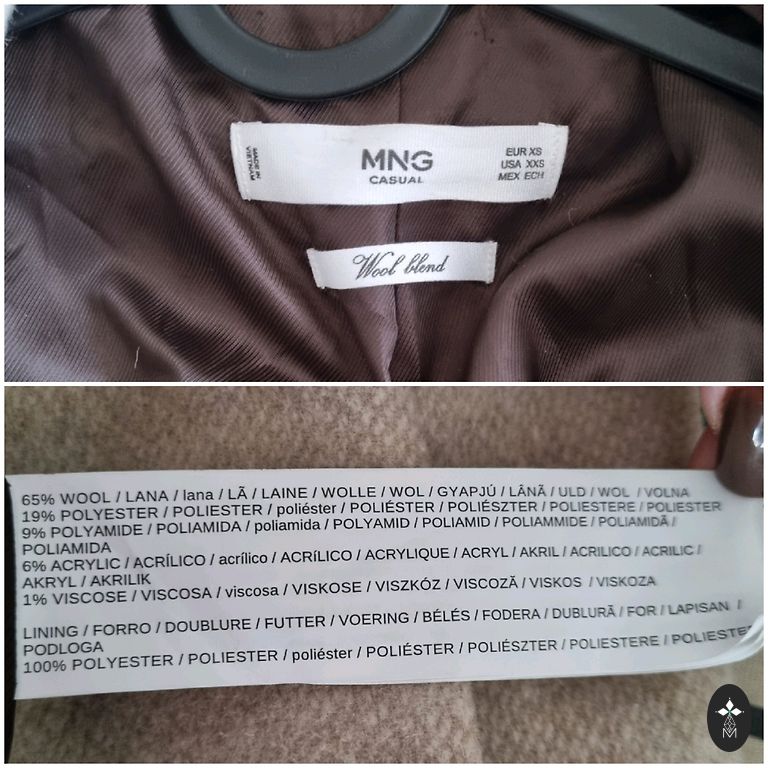 MADE IN
VIETNAM
MNG
CASUAL
EUR XS
USA XXS
MEX ECH
Wool blend
65% WOOL / LANA / lana / LÃ / LAINE / WOLLE / WOL / GYAPJÚ / LÂNĂ / ULD / WOL / VOLNA
19% POLYESTER / POLIESTER / poliéster / POLIÉSTER / POLIÉSZTER / POLIESTERE / POLIESTER
9% POLYAMIDE / POLIAMIDA / poliamida / POLYAMID / POLIAMID / POLIAMMIDE / POLIAMIDĂ /
POLIAMIDA
6% ACRYLIC / ACRÍLICO / acrílico / ACRíLICO / ACRYLIQUE / ACRYL / AKRIL / ACRILICO / ACRILIC /
AKRYL / AKRILIK
1% VISCOSE / VISCOSA / viscosa / VISKOSE / VISZKÓZ / VISCOZĂ / VISKOS / VISKOZA
LINING / FORRO / DOUBLURE / FUTTER / VOERING / BÉLÉS / FODERA / DUBLURĂ / FOR / LAPISAN /
PODLOGA
100% POLYESTER / POLIESTER / poliéster / POLIÉSTER / POLIÉSZTER / POLIESTERE / POLIESTE
M